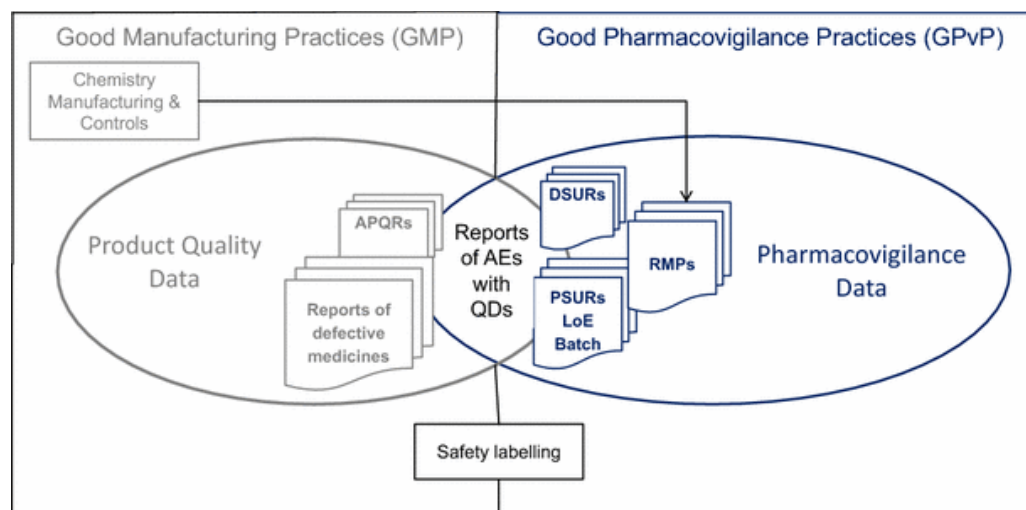 Good Manufacturing Practices (GMP)
Good Pharmacovigilance Practices (GPvP)
Chemistry
Manufacturing &
Controls
Product Quality
Data
APQRs
Reports of
defective
medicines
Reports
of AEs
with
QDs
DSURs
PSURs
LoE
Batch
RMPs
Pharmacovigilance
Data
Safety labelling